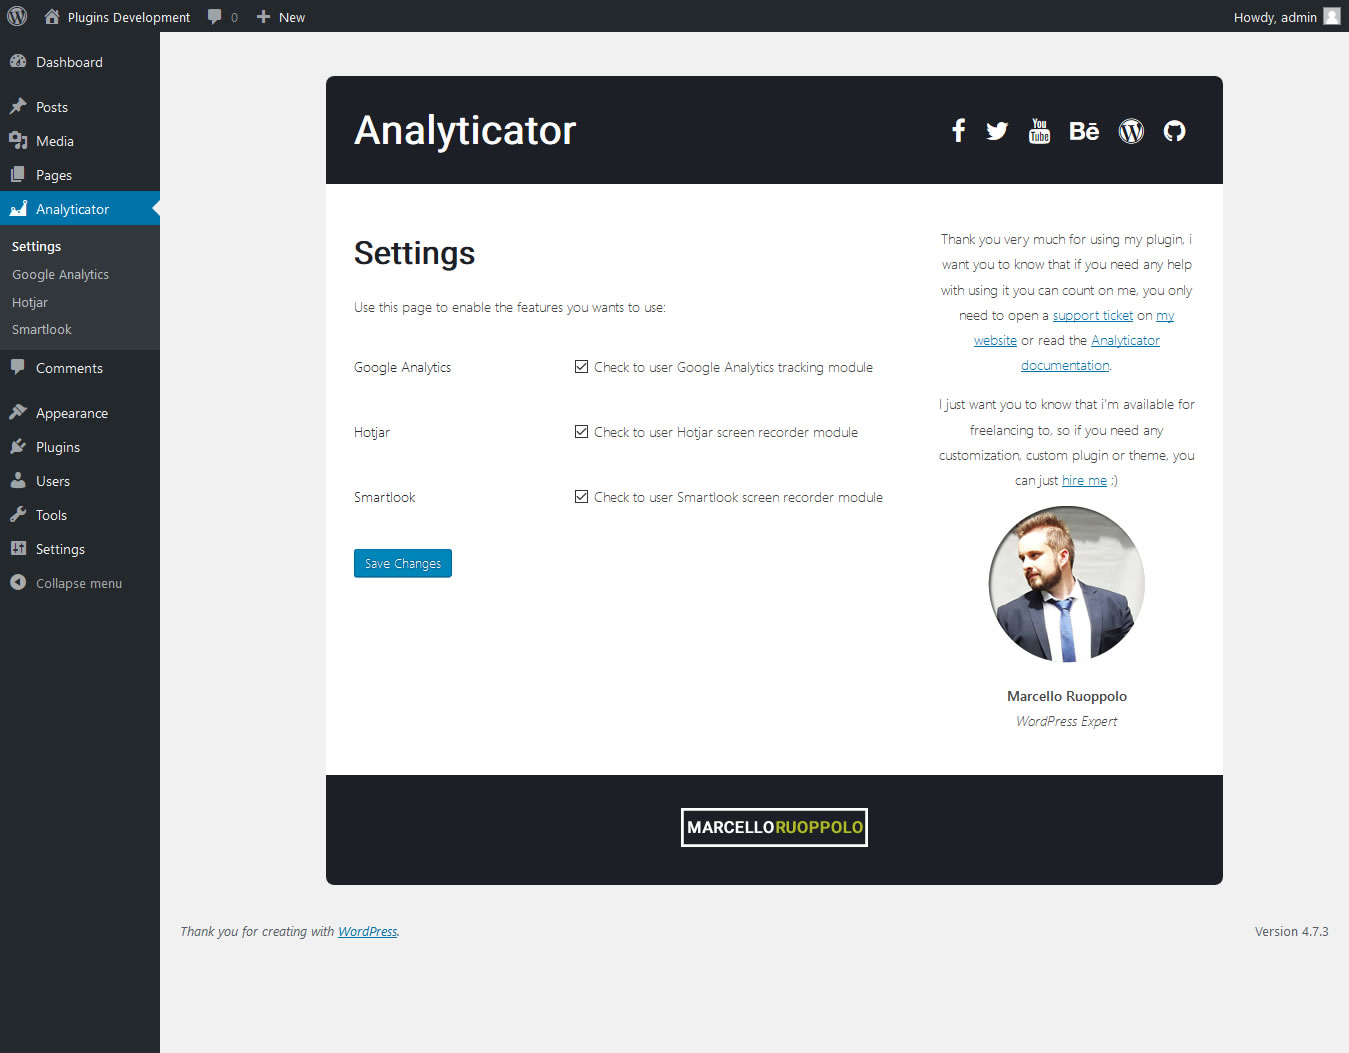 Plugins Development
0
New
Howdy, admin
Dashboard
Posts
Media
Pages
Analyticator
Settings
Google Analytics
Hotjar
Smartlook
Comments
Appearance
Plugins
Users
Tools
Settings
Collapse menu
Analyticator
You
Tube
Bē
Settings
Use this page to enable the features you wants to use:
Google Analytics
Check to user Google Analytics tracking module
Hotjar
Check to user Hotjar screen recorder module
Smartlook
Check to user Smartlook screen recorder module
Save Changes
Thank you very much for using my plugin, i
want you to know that if you need any help
with using it you can count on me, you only
need to open a support ticket on my
website or read the Analyticator
documentation.
I just want you to know that i'm available for
freelancing to, so if you need any
customization, custom plugin or theme, you
can just hire me ;)
Marcello Ruoppolo
WordPress Expert
MARCELLORUOPPOLO
Thank you for creating with WordPress.
Version 4.7.3